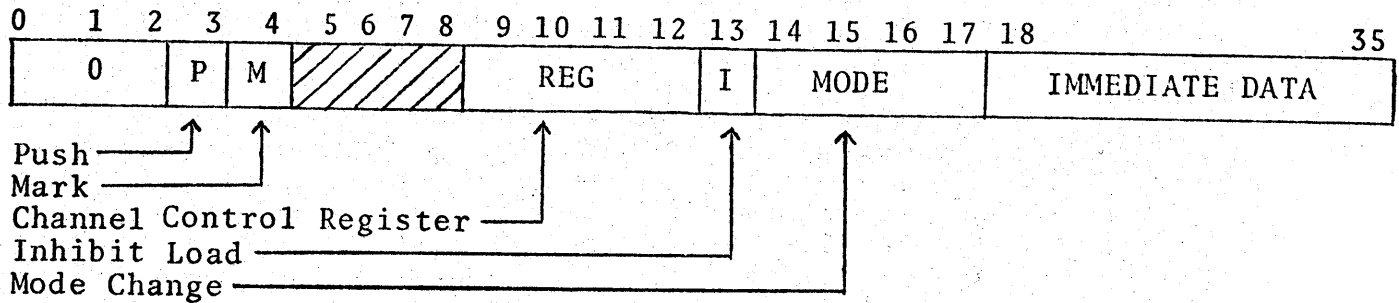 0 1 2 3 4 5 6 7 8 9 10 11 12 13 14 15 16 17 18 35
0 P M REG I MODE IMMEDIATE DATA
Push
Mark
Channel Control Register
Inhibit Load
Mode Change